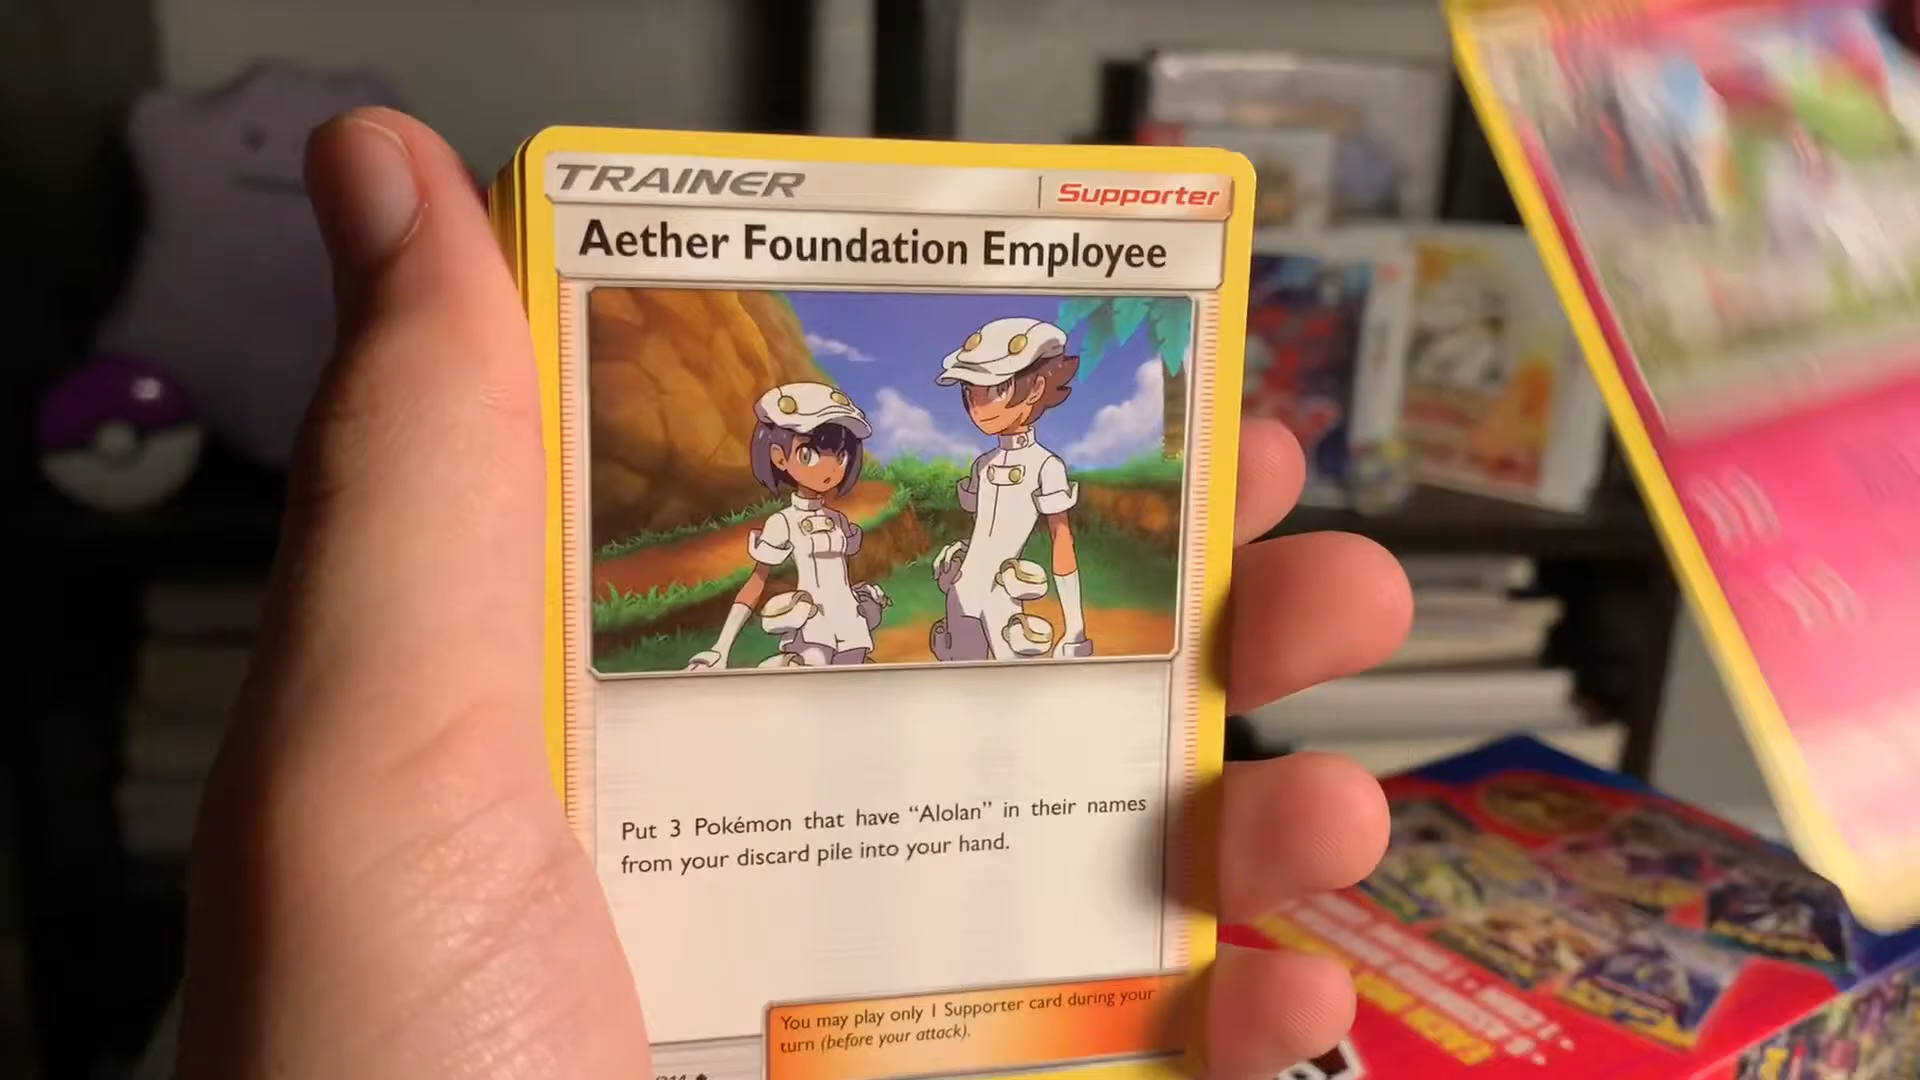 TRAINER
Supporter
Aether Foundation Employee
Put 3 Pokémon that have “Alolan” in their names
from your discard pile into your hand.
You may play only 1 Supporter card during your
turn (before your attack).